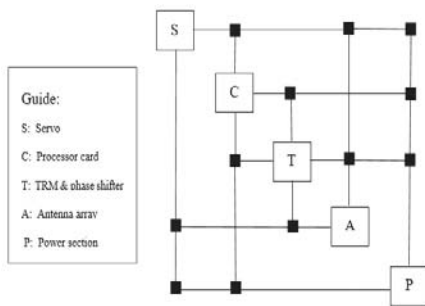 Guide:
S: Servo
C: Processor card
T: TRM & phase shifter
A: Antenna array
P: Power section
S
C
T
A
P